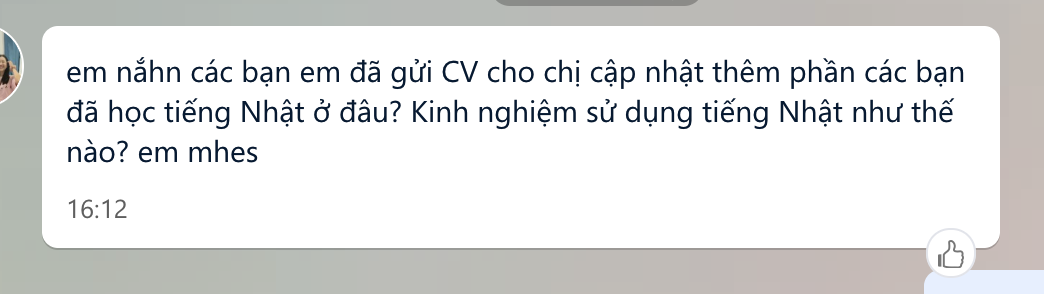 em nắhn các bạn em đã gửi CV cho chị cập nhật thêm phần các bạn
đã học tiếng Nhật ở đâu? Kinh nghiệm sử dụng tiếng Nhật như thế
nào? em mhes
16:12